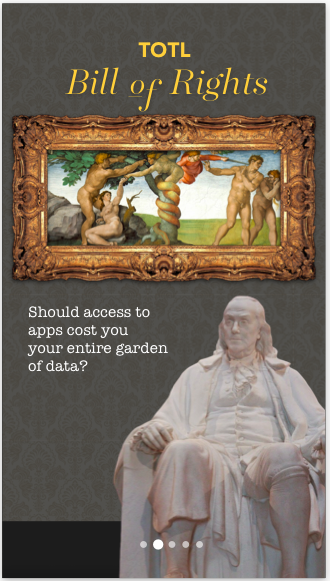 TOTL
Bill of Rights
Should access to
apps cost you
your entire garden
of data?